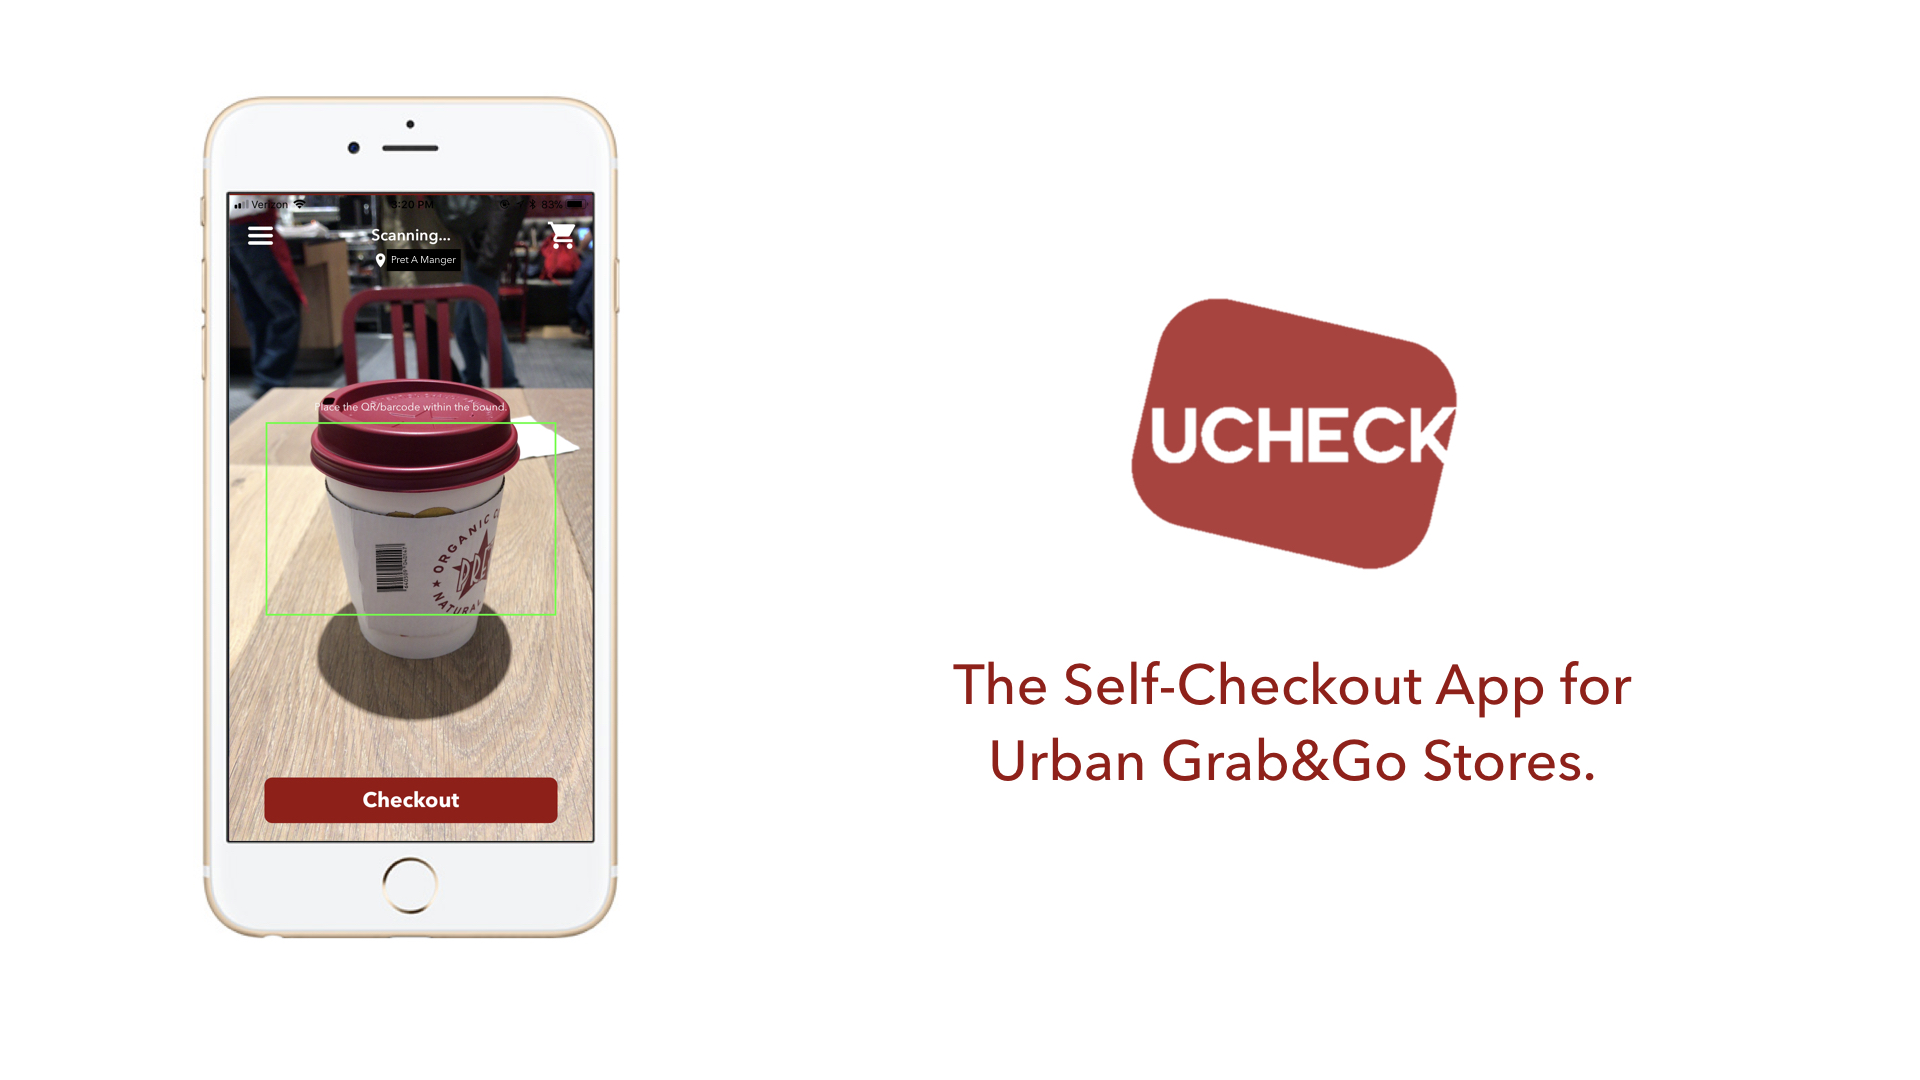 Verizon 3:20 PM 83%
Scanning...
Pret A Manger
Place the QR/barcode within the bound.
ORGANIC
PRE
NATURAL
Checkout
UCHECK
The Self-Checkout App for
Urban Grab&Go Stores.